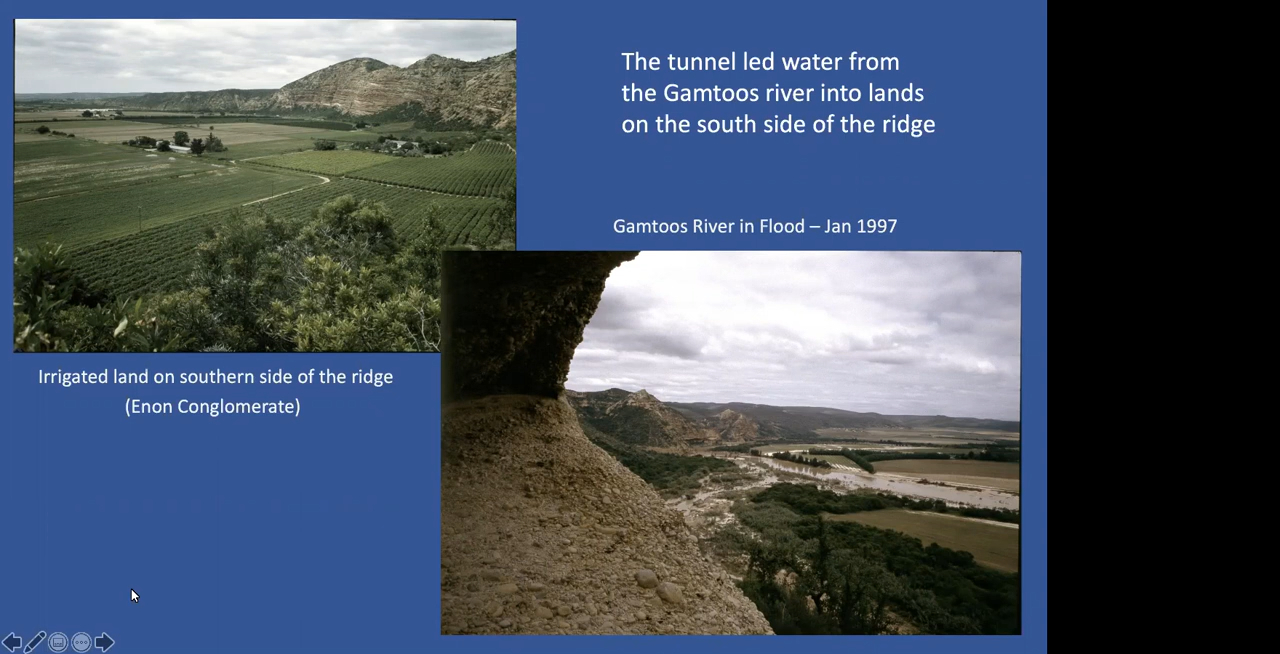 The tunnel led water from
the Gamtoos river into lands
on the south side of the ridge
Gamtoos River in Flood – Jan 1997
Irrigated land on southern side of the ridge
(Enon Conglomerate)